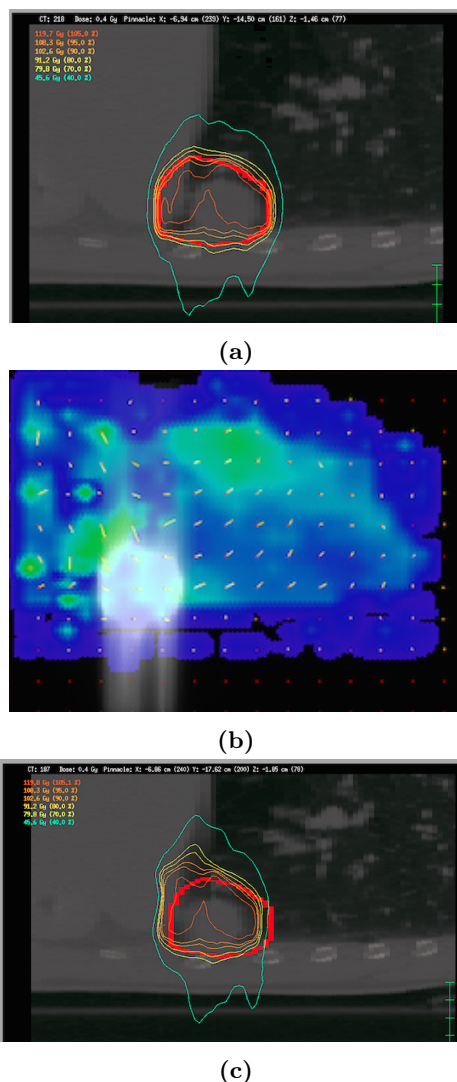 CT: 218 Dose: 0.4 Gy Pinnacle: X: -6.94 cm (239) Y: -14.50 cm (161) Z: -1.46 cm (77)
119.7 Gy (105.0 %)
108.3 Gy (95.0 %)
102.6 Gy (90.0 %)
91.2 Gy (80.0 %)
79.8 Gy (70.0 %)
45.6 Gy (40.0 %)
(a)
(b)
CT: 187 Dose: 0.4 Gy Pinnacle: X: -6.86 cm (240) Y: -17.62 cm (200) Z: -1.85 cm (78)
119.8 Gy (105.1 %)
108.3 Gy (95.0 %)
102.6 Gy (90.0 %)
91.2 Gy (80.0 %)
79.8 Gy (70.0 %)
45.6 Gy (40.0 %)
(c)